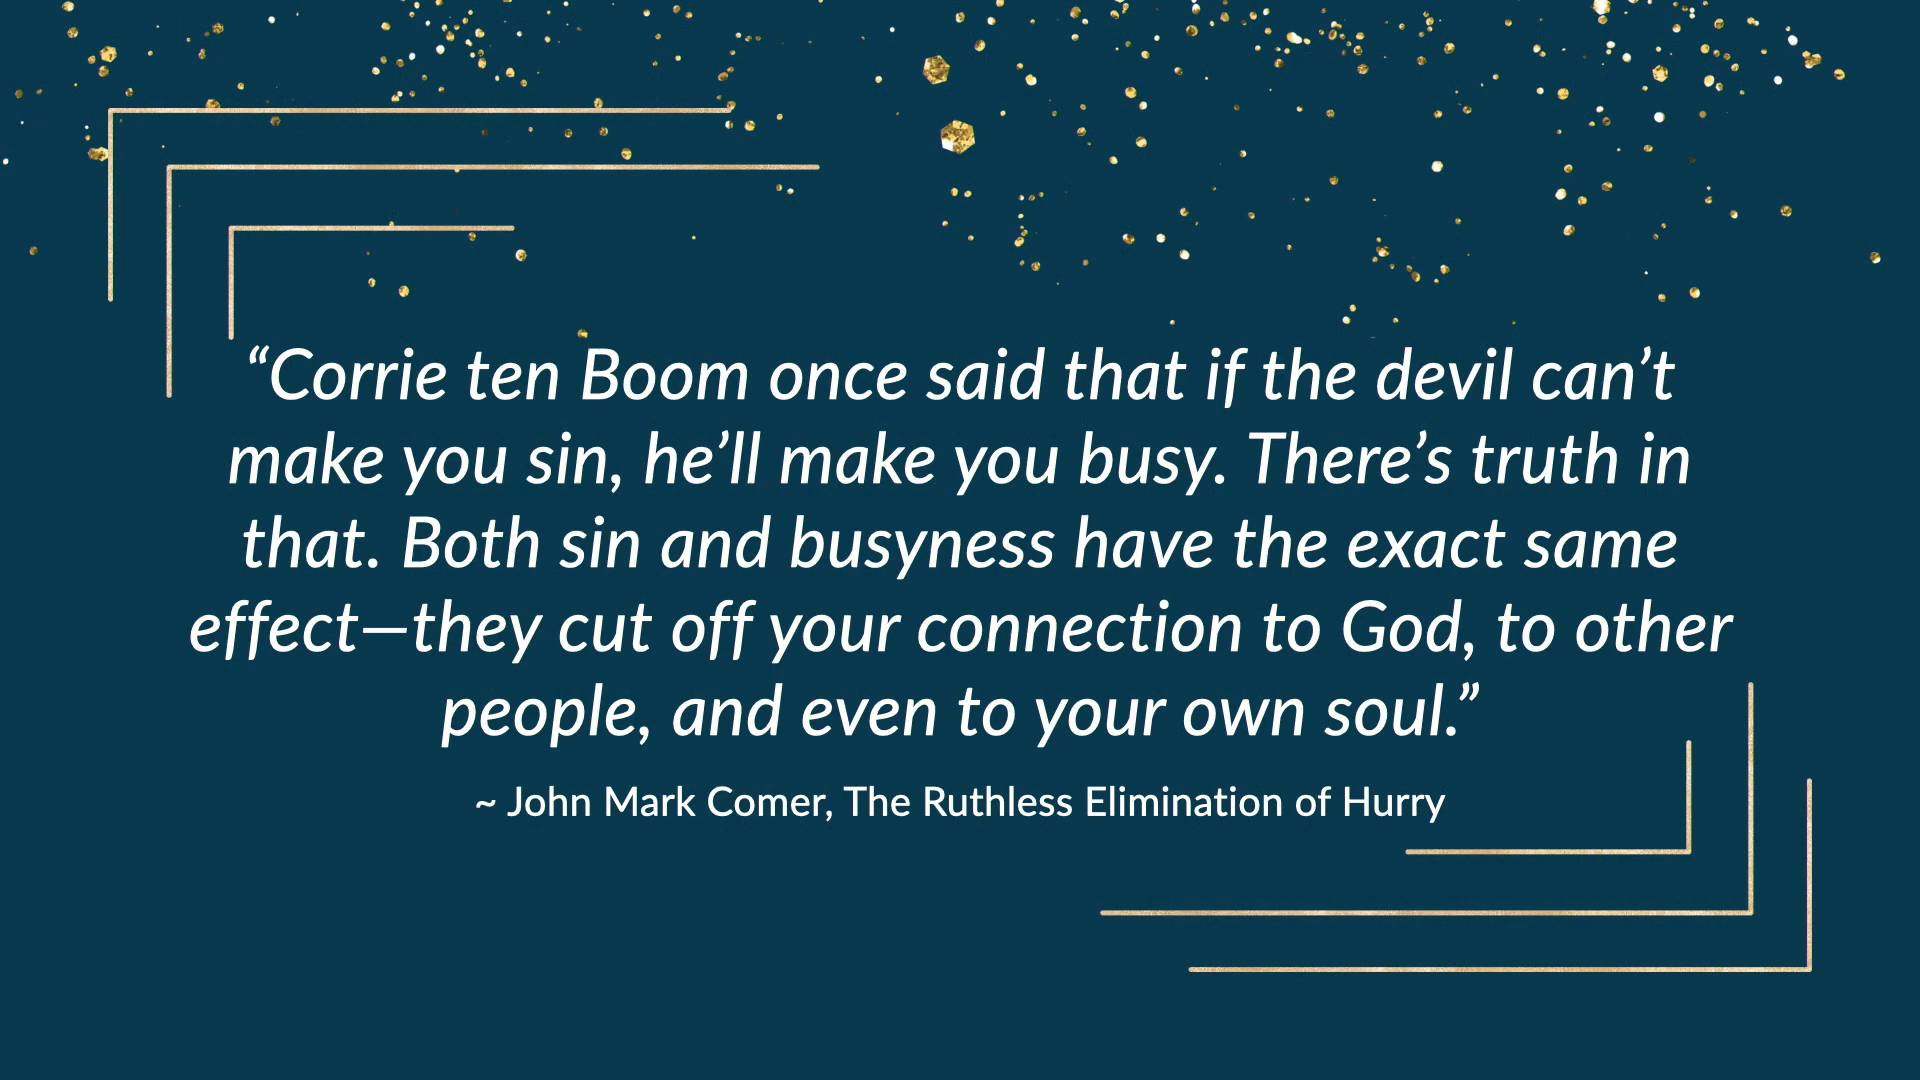 “Corrie ten Boom once said that if the devil can’t
make you sin, he’ll make you busy. There’s truth in
that. Both sin and busyness have the exact same
effect—they cut off your connection to God, to other
people, and even to your own soul.”
~ John Mark Comer, The Ruthless Elimination of Hurry